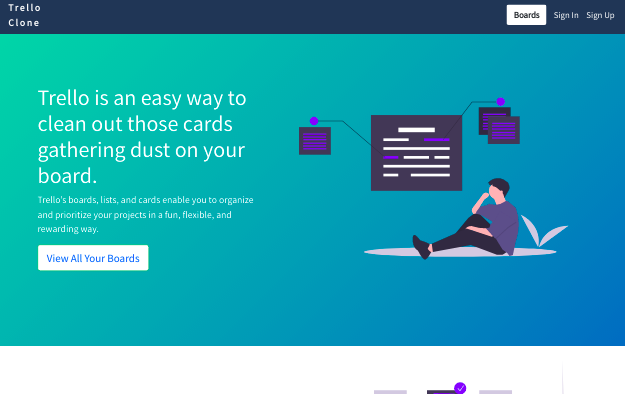 Trello
Clone
Boards
Sign In
Sign Up
Trello is an easy way to
clean out those cards
gathering dust on your
board.
Trello's boards, lists, and cards enable you to organize
and prioritize your projects in a fun, flexible, and
rewarding way.
View All Your Boards